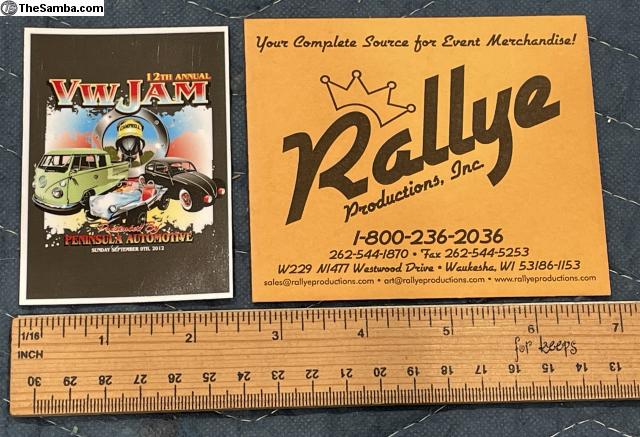 TheSamba.com
12TH ANNUAL
VW JAM
CAMPBELL
Presented By
PENINSULA AUTOMOTIVE
SUNDAY SEPTEMBER 9TH, 2012
Your Complete Source for Event Merchandise!
Rallye
Productions, Inc.
1-800-236-2036
262-544-1870 • Fax 262-544-5253
W229 N1477 Westwood Drive • Waukesha, WI 53186-1153
sales@rallyeproductions.com • art@rallyeproductions.com • www.rallyeproductions.com
1/16 1 2 3 4 5 6 7
INCH
for keeps
30 29 28 27 26 25 24 23 22 21 20 19 18 17 16 15 14 13